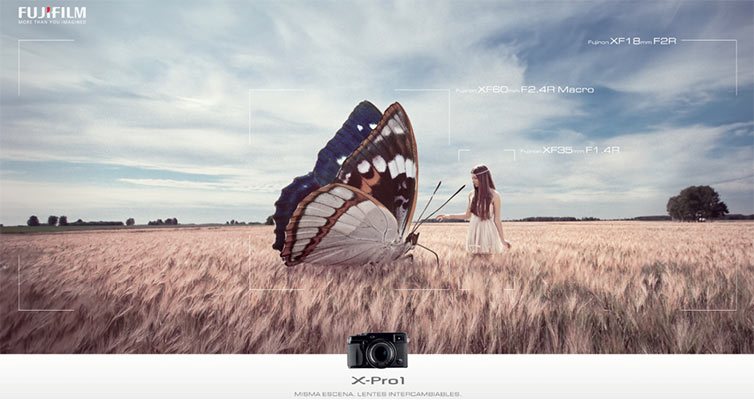 FUJIFILM
MORE THAN YOU IMAGINED
Fujinon XF18mm F2R
Fujinon XF60mm F2.4R Macro
Fujinon XF35mm F1.4R
X-Pro1
MISMA ESCENA. LENTES INTERCAMBIABLES.